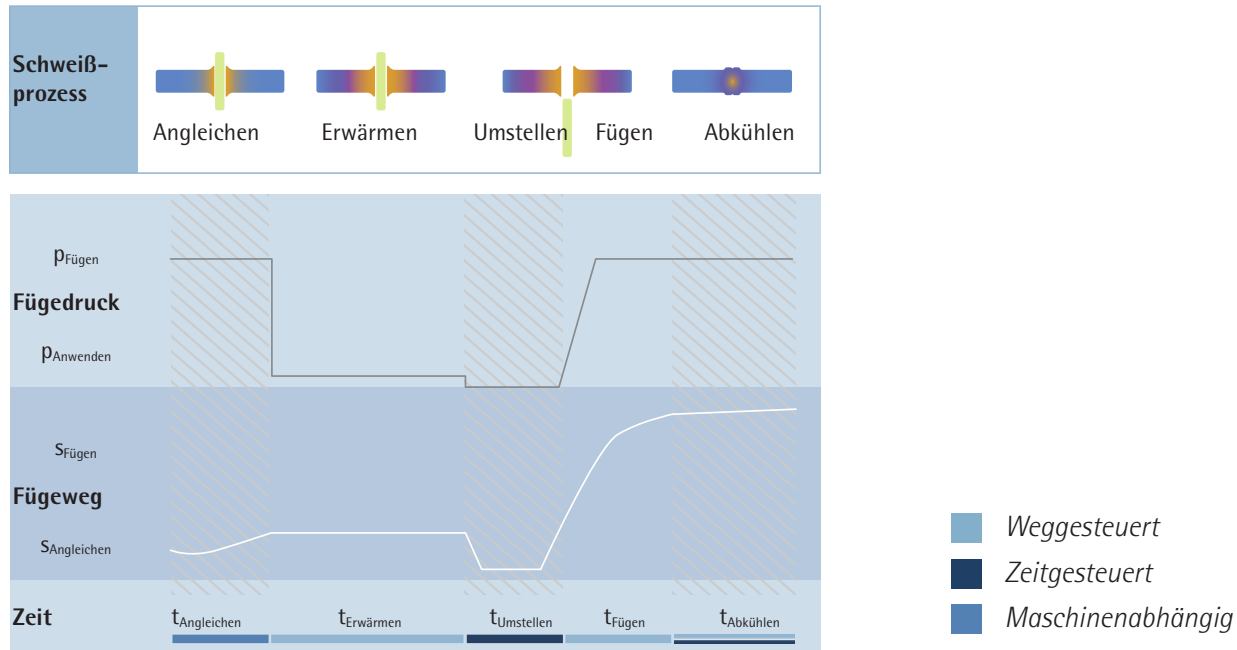 Schweiß-
prozess
Angleichen
Erwärmen
Umstellen
Fügen
Abkühlen
pFügen
Fügedruck
pAnwenden
sFügen
Fügeweg
sAngleichen
Zeit
tAngleichen
tErwärmen
tUmstellen
tFügen
tAbkühlen
Weggesteuert
Zeitgesteuert
Maschinenabhängig